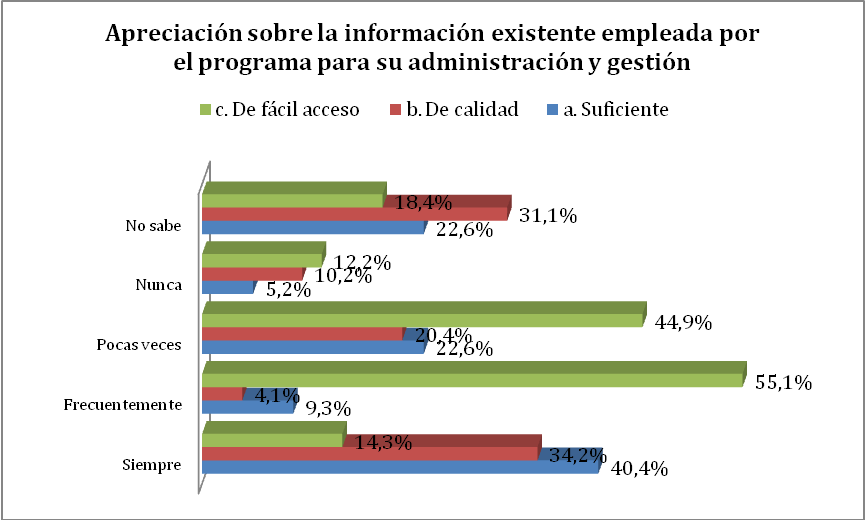 Apreciación sobre la información existente empleada por
el programa para su administración y gestión
c. De fácil acceso b. De calidad a. Suficiente
No sabe
18,4%
31,1%
22,6%
Nunca
12,2%
10,2%
5,2%
Pocas veces
44,9%
20,4%
22,6%
Frecuentemente
55,1%
4,1%
9,3%
Siempre
14,3%
34,2%
40,4%